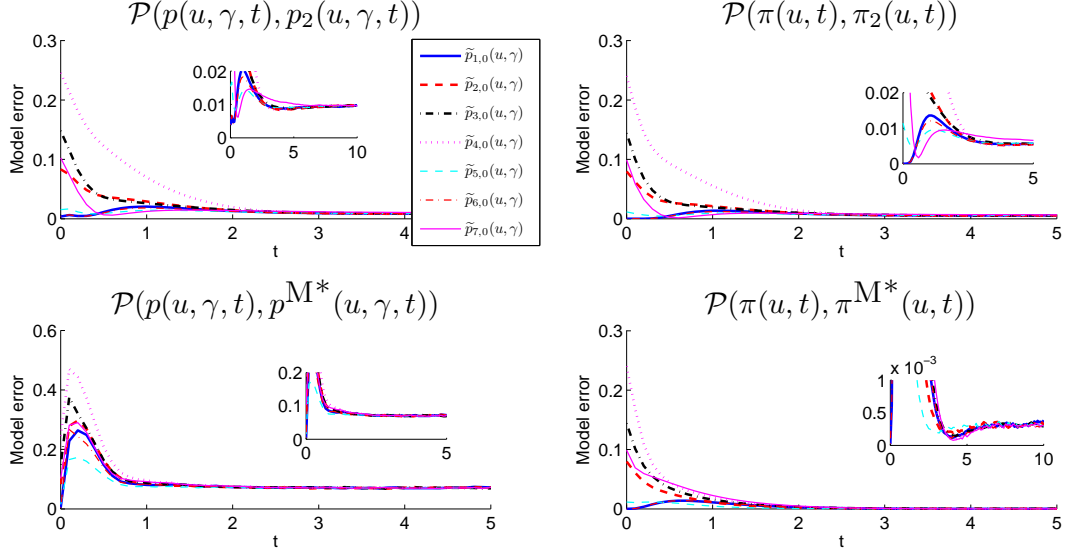 𝒫(p(u, γ, t), p₂(u, γ, t))
0.3
0.2
0.1
0
Model error
0 1 2 3 4 5
t
0.02
0.01
0
0 5 10
p̃₁,₀(u, γ)
p̃₂,₀(u, γ)
p̃₃,₀(u, γ)
p̃₄,₀(u, γ)
p̃₅,₀(u, γ)
p̃₆,₀(u, γ)
p̃₇,₀(u, γ)
𝒫(π(u, t), π₂(u, t))
0.3
0.2
0.1
0
Model error
0 1 2 3 4 5
t
0.02
0.01
0
0 5
𝒫(p(u, γ, t), p^M*(u, γ, t))
0.6
0.4
0.2
0
Model error
0 1 2 3 4 5
t
0.2
0.1
0
0 5
𝒫(π(u, t), π^M*(u, t))
0.3
0.2
0.1
0
Model error
0 1 2 3 4 5
t
x 10⁻³
1
0.5
0
0 5 10